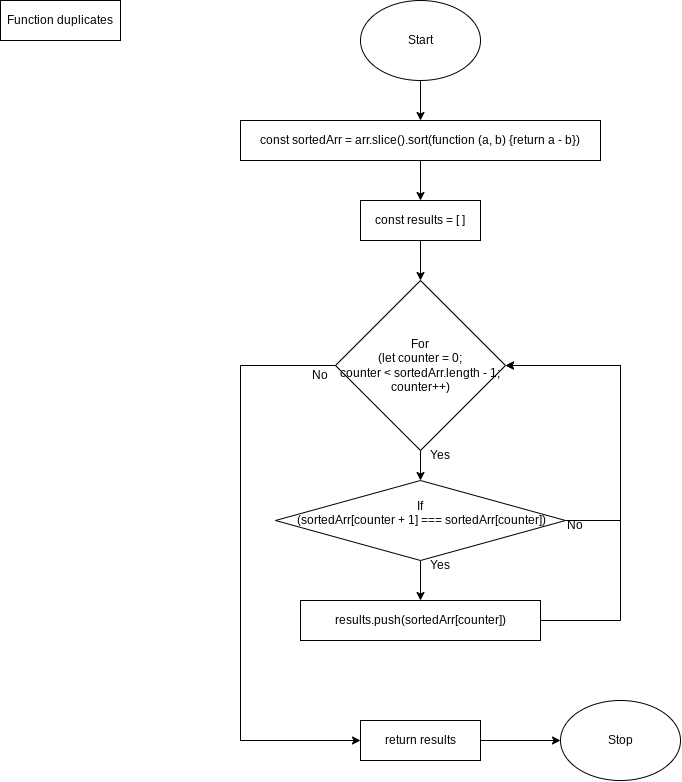 Function duplicates
Start
const sortedArr = arr.slice().sort(function (a, b) {return a - b})
const results = [ ]
For
(let counter = 0;
counter < sortedArr.length - 1;
counter++)
No
Yes
If
(sortedArr[counter + 1] === sortedArr[counter])
No
Yes
results.push(sortedArr[counter])
return results
Stop